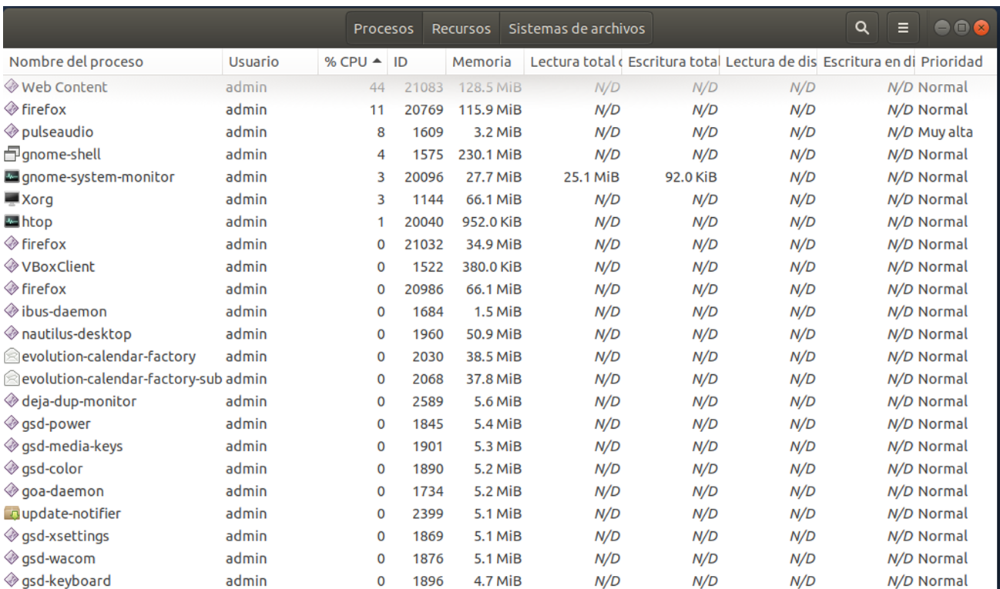 Procesos Recursos Sistemas de archivos
Nombre del proceso Usuario % CPU ID Memoria Lectura total Escritura total Lectura de dis Escritura en di Prioridad
Web Content admin 44 21083 128.5 MiB N/D N/D N/D N/D Normal
firefox admin 11 20769 115.9 MiB N/D N/D N/D N/D Normal
pulseaudio admin 8 1609 3.2 MiB N/D N/D N/D N/D Muy alta
gnome-shell admin 4 1575 230.1 MiB N/D N/D N/D N/D Normal
gnome-system-monitor admin 3 20096 27.7 MiB 25.1 MiB 92.0 KiB N/D N/D Normal
Xorg admin 3 1144 66.1 MiB N/D N/D N/D N/D Normal
htop admin 1 20040 952.0 KiB N/D N/D N/D N/D Normal
firefox admin 0 21032 34.9 MiB N/D N/D N/D N/D Normal
VBoxClient admin 0 1522 380.0 KiB N/D N/D N/D N/D Normal
firefox admin 0 20986 66.1 MiB N/D N/D N/D N/D Normal
ibus-daemon admin 0 1684 1.5 MiB N/D N/D N/D N/D Normal
nautilus-desktop admin 0 1960 50.9 MiB N/D N/D N/D N/D Normal
evolution-calendar-factory admin 0 2030 38.5 MiB N/D N/D N/D N/D Normal
evolution-calendar-factory-sub admin 0 2068 37.8 MiB N/D N/D N/D N/D Normal
deja-dup-monitor admin 0 2589 5.6 MiB N/D N/D N/D N/D Normal
gsd-power admin 0 1845 5.4 MiB N/D N/D N/D N/D Normal
gsd-media-keys admin 0 1901 5.3 MiB N/D N/D N/D N/D Normal
gsd-color admin 0 1890 5.2 MiB N/D N/D N/D N/D Normal
goa-daemon admin 0 1734 5.2 MiB N/D N/D N/D N/D Normal
update-notifier admin 0 2399 5.1 MiB N/D N/D N/D N/D Normal
gsd-xsettings admin 0 1869 5.1 MiB N/D N/D N/D N/D Normal
gsd-wacom admin 0 1876 5.1 MiB N/D N/D N/D N/D Normal
gsd-keyboard admin 0 1896 4.7 MiB N/D N/D N/D N/D Normal